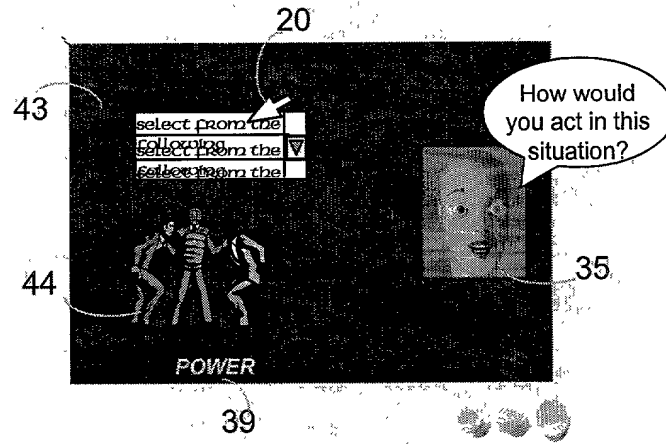 20
43
select from the
following
select from the
following
select from the
How would
you act in this
situation?
35
44
POWER
39